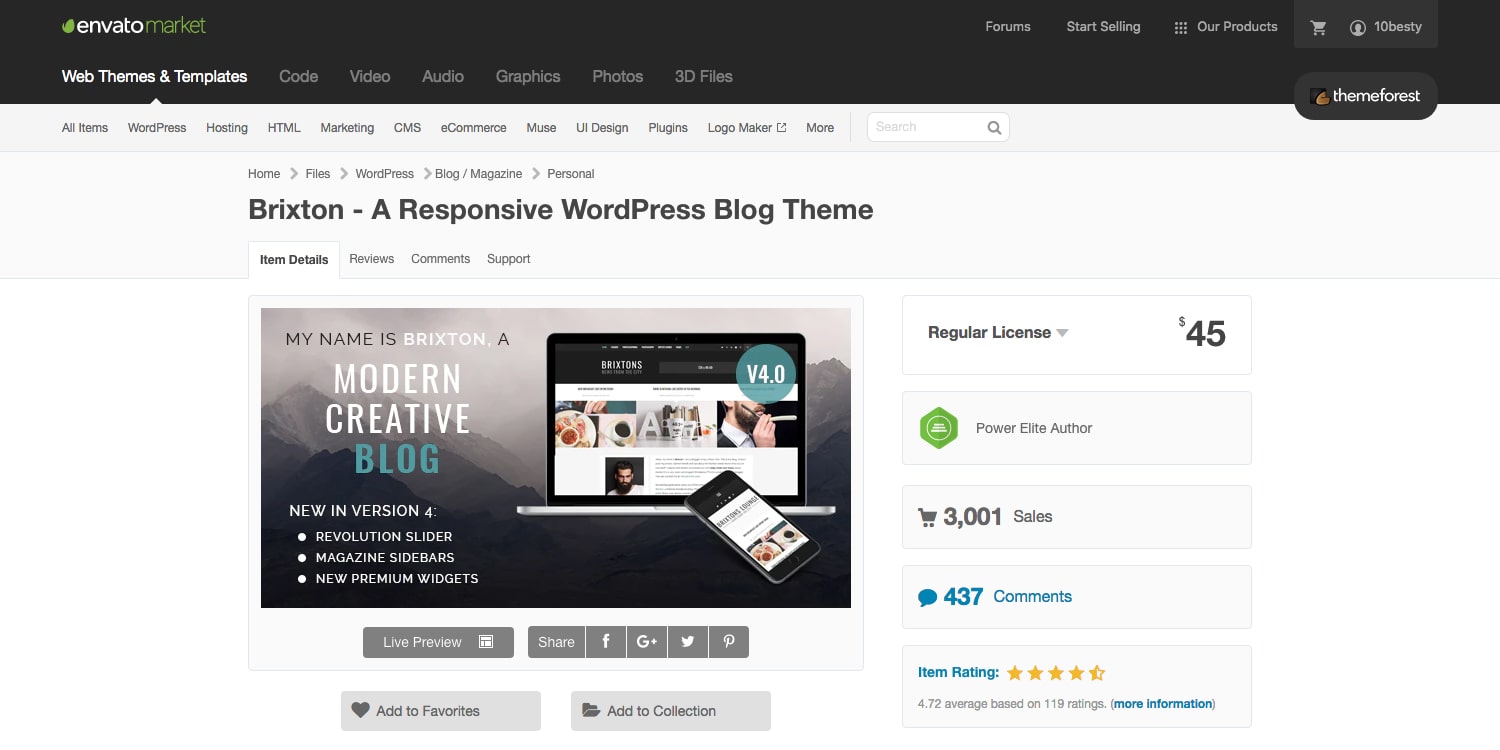 envato market
Forums Start Selling Our Products 10besty
Web Themes & Templates Code Video Audio Graphics Photos 3D Files
themeforest
All Items WordPress Hosting HTML Marketing CMS eCommerce Muse UI Design Plugins Logo Maker More Search
Home Files WordPress Blog / Magazine Personal
Brixton - A Responsive WordPress Blog Theme
Item Details Reviews Comments Support
MY NAME IS BRIXTON, A
MODERN
CREATIVE
BLOG
NEW IN VERSION 4:
REVOLUTION SLIDER
MAGAZINE SIDEBARS
NEW PREMIUM WIDGETS
BRIXTONS
V4.0
BRIXTONS LOUNGE
Live Preview Share f G+
Add to Favorites Add to Collection
Regular License $45
Power Elite Author
3,001 Sales
437 Comments
Item Rating:
4.72 average based on 119 ratings. (more information)